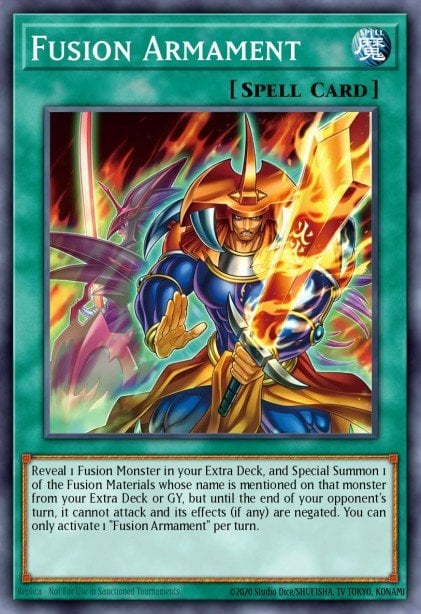 FUSION ARMAMENT
SPELL
魔
[SPELL CARD]
Reveal 1 Fusion Monster in your Extra Deck, and Special Summon 1
of the Fusion Materials whose name is mentioned on that monster
from your Extra Deck or GY, but until the end of your opponent's
turn, it cannot attack and its effects (if any) are negated. You can
only activate 1 "Fusion Armament" per turn.
Replica - Not For Use in Sanctioned Tournaments
©2020 Studio Dice/SHUEISHA, TV TOKYO, KONAMI